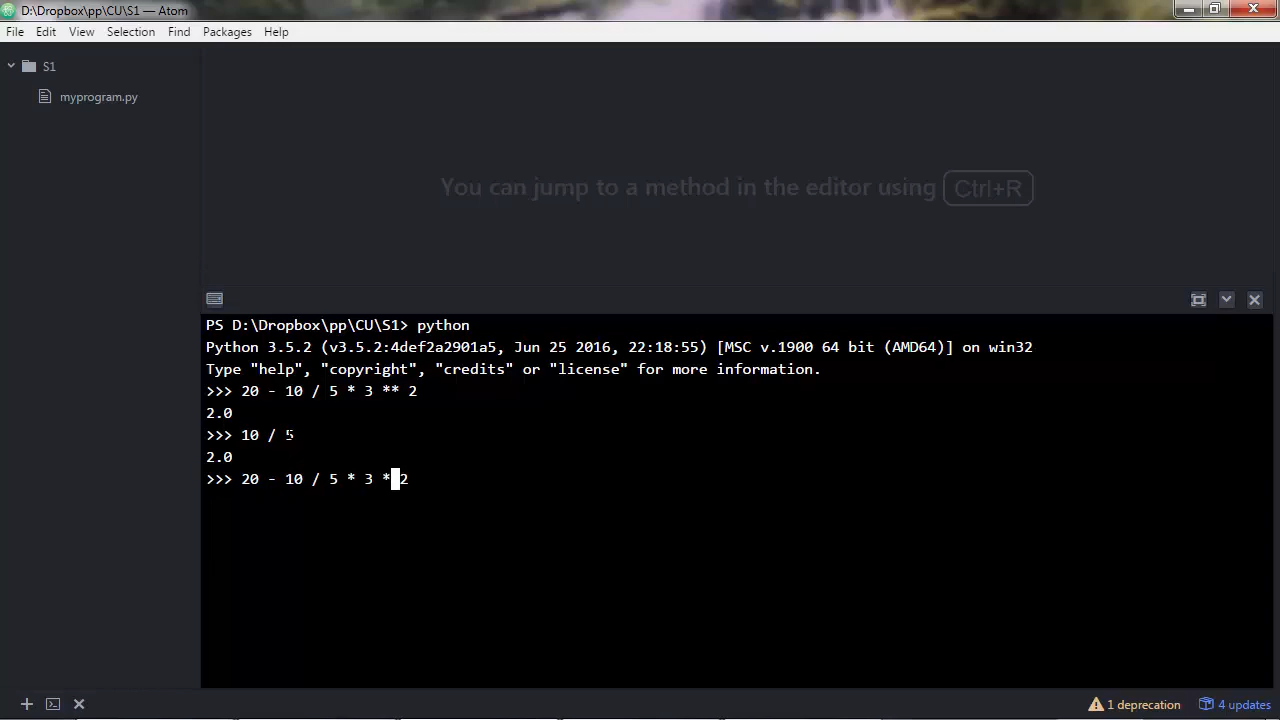 D:\Dropbox\pp\CU\S1 — Atom
File Edit View Selection Find Packages Help
S1
myprogram.py
You can jump to a method in the editor using Ctrl+R
PS D:\Dropbox\pp\CU\S1> python
Python 3.5.2 (v3.5.2:4def2a2901a5, Jun 25 2016, 22:18:55) [MSC v.1900 64 bit (AMD64)] on win32
Type "help", "copyright", "credits" or "license" for more information.
>>> 20 - 10 / 5 * 3 ** 2
2.0
>>> 10 / 5
2.0
>>> 20 - 10 / 5 * 3 * 2
1 deprecation 4 updates